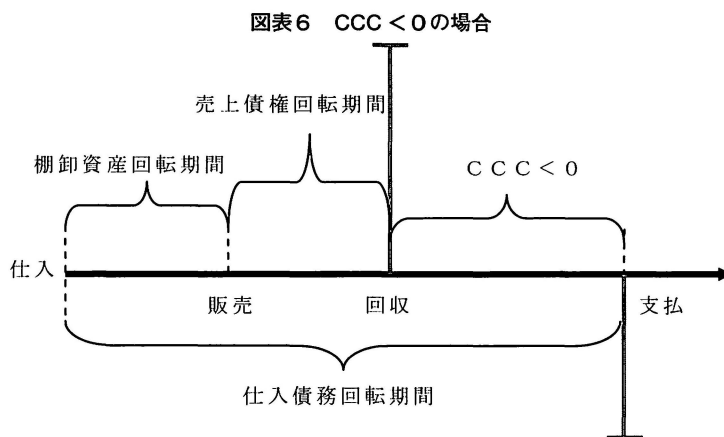 図表6 CCC<0の場合
売上債権回転期間
棚卸資産回転期間
CCC<0
仕入
販売
回収
支払
仕入債務回転期間